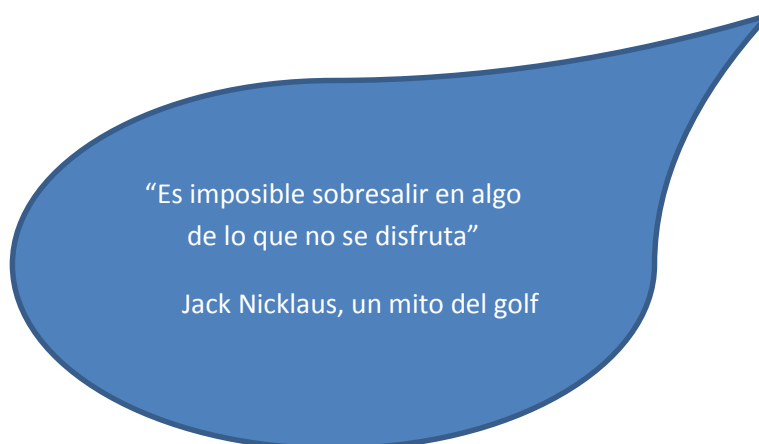 “Es imposible sobresalir en algo
de lo que no se disfruta”
Jack Nicklaus, un mito del golf